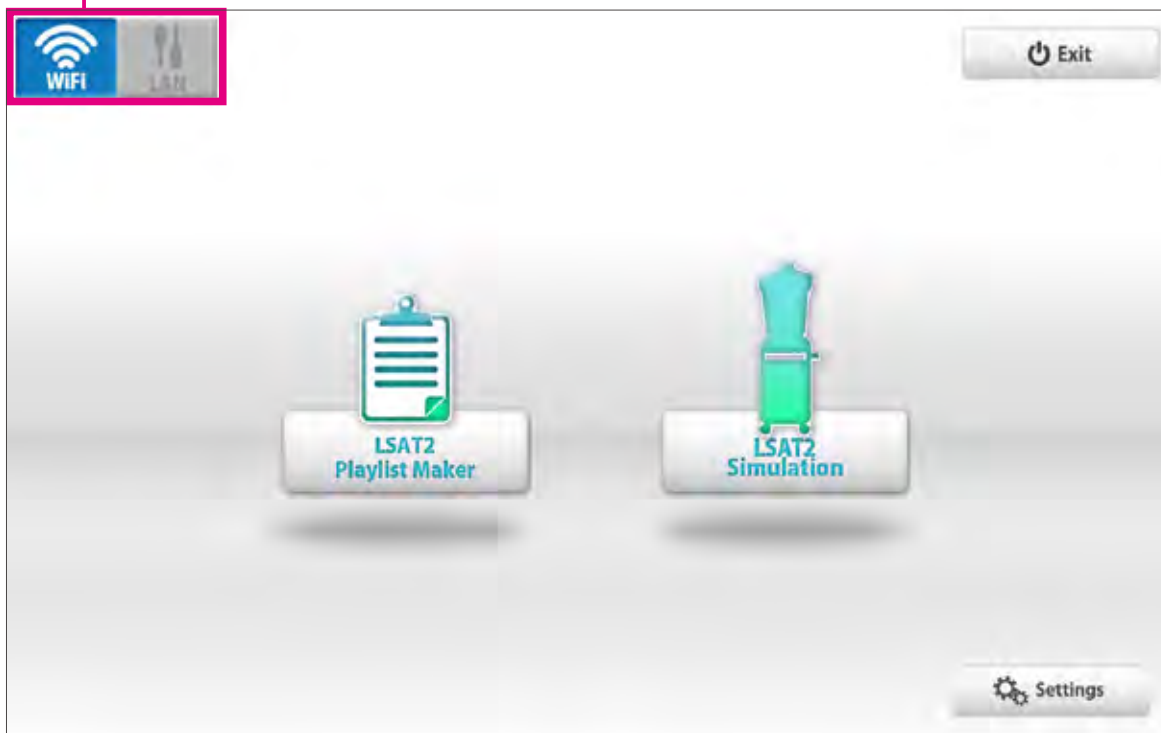 WiFi
LAN
Exit
LSAT2
Playlist Maker
LSAT2
Simulation
Settings